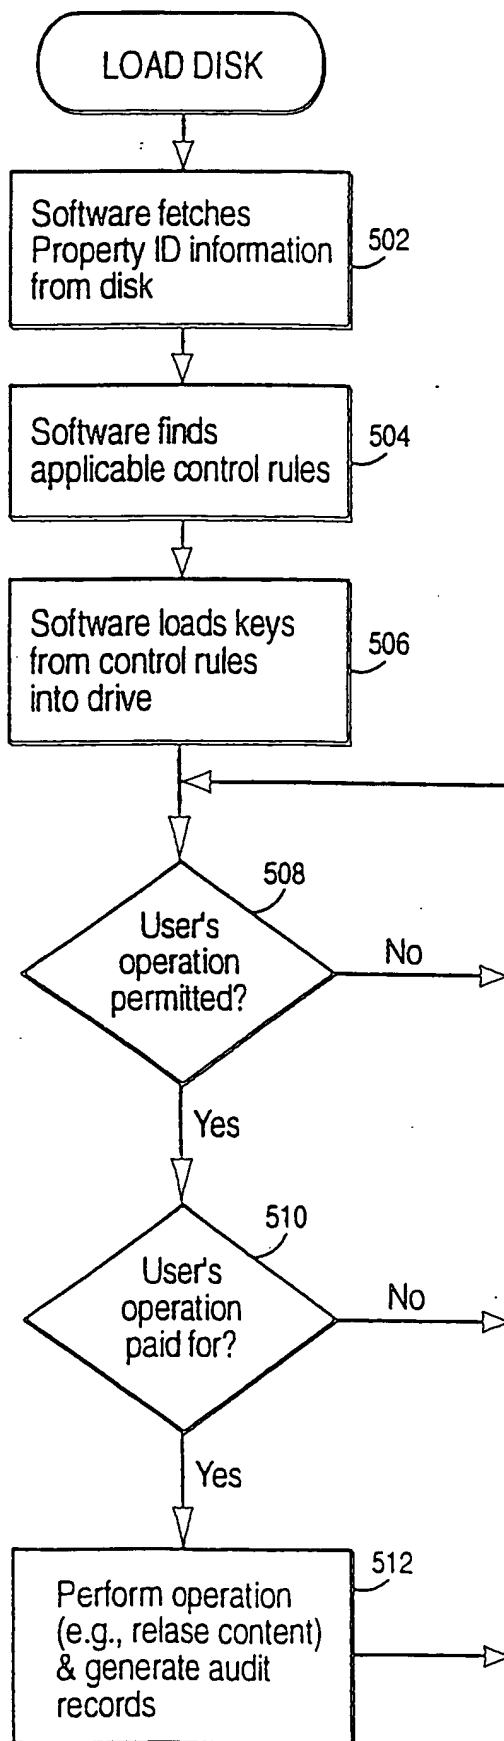 LOAD DISK
Software fetches
Property ID information
from disk
502
Software finds
applicable control rules
504
Software loads keys
from control rules
into drive
506
508
User's
operation
permitted?
No
Yes
510
User's
operation
paid for?
No
Yes
512
Perform operation
(e.g., relase content)
& generate audit
records